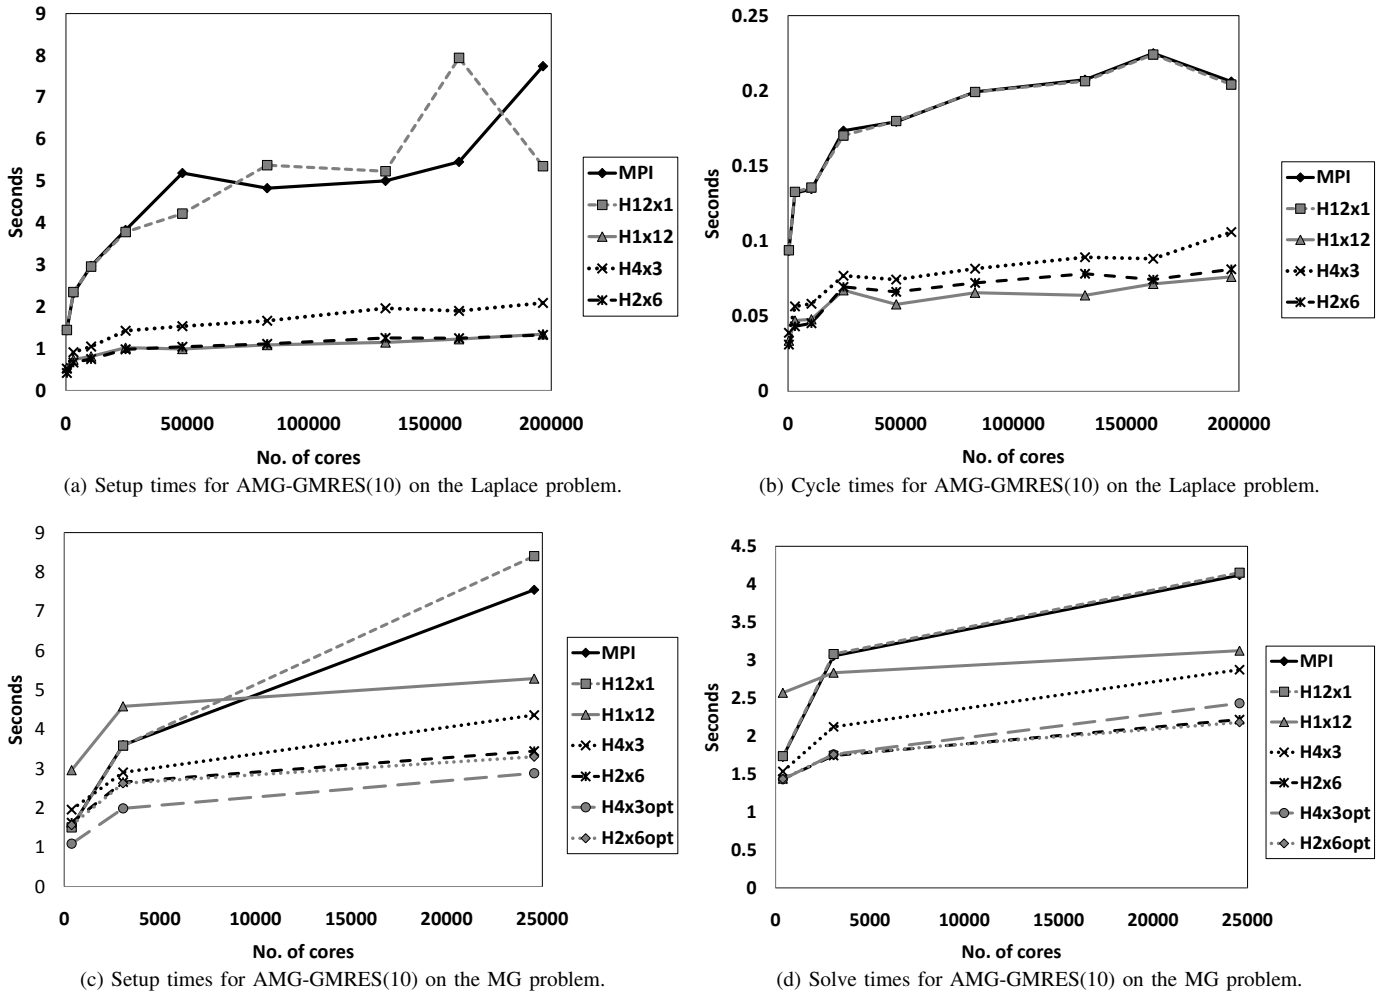 9
8
7
6
5
4
3
2
1
0
Seconds
0 50000 100000 150000 200000
No. of cores
MPI
H12x1
H1x12
H4x3
H2x6
(a) Setup times for AMG-GMRES(10) on the Laplace problem.
0.25
0.2
0.15
0.1
0.05
0
Seconds
0 50000 100000 150000 200000
No. of cores
MPI
H12x1
H1x12
H4x3
H2x6
(b) Cycle times for AMG-GMRES(10) on the Laplace problem.
9
8
7
6
5
4
3
2
1
0
Seconds
0 5000 10000 15000 20000 25000
No. of cores
MPI
H12x1
H1x12
H4x3
H2x6
H4x3opt
H2x6opt
(c) Setup times for AMG-GMRES(10) on the MG problem.
4.5
4
3.5
3
2.5
2
1.5
1
0.5
0
Seconds
0 5000 10000 15000 20000 25000
No. of cores
MPI
H12x1
H1x12
H4x3
H2x6
H4x3opt
H2x6opt
(d) Solve times for AMG-GMRES(10) on the MG problem.